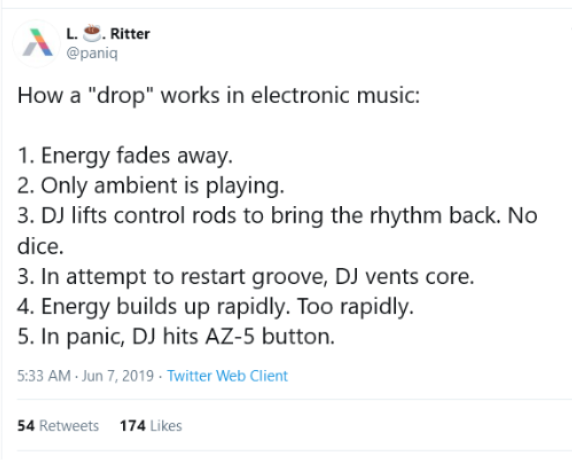 L. ☕. Ritter
@paniq
How a "drop" works in electronic music:
1. Energy fades away.
2. Only ambient is playing.
3. DJ lifts control rods to bring the rhythm back. No
dice.
3. In attempt to restart groove, DJ vents core.
4. Energy builds up rapidly. Too rapidly.
5. In panic, DJ hits AZ-5 button.
5:33 AM · Jun 7, 2019 · Twitter Web Client
54 Retweets 174 Likes